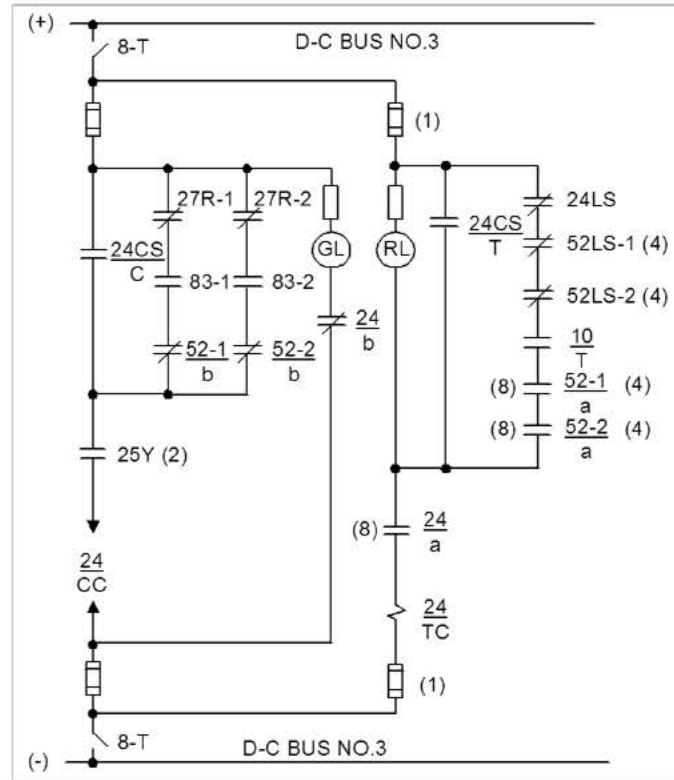 (+)
D-C BUS NO.3
8-T
(1)
27R-1
27R-2
24LS
24CS
C
GL
RL
24CS
T
52LS-1 (4)
83-1
83-2
52LS-2 (4)
24
b
10
T
52-1
b
52-2
b
(8) 52-1 (4)
a
(8) 52-2 (4)
a
25Y (2)
(8) 24
a
24
CC
24
TC
(1)
8-T
D-C BUS NO.3
(-)